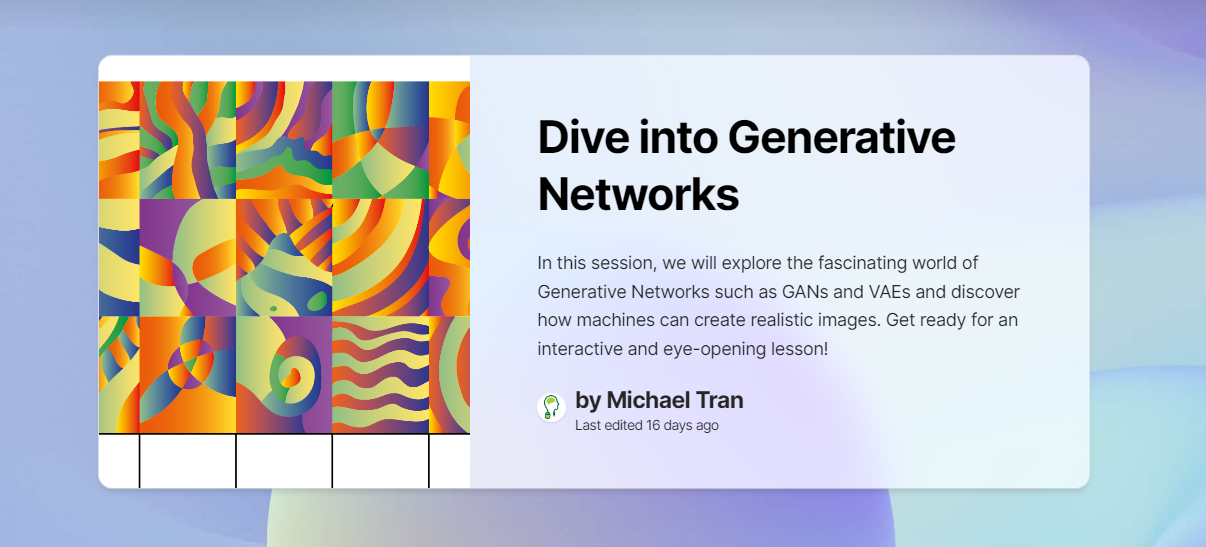 Dive into Generative
Networks
In this session, we will explore the fascinating world of
Generative Networks such as GANs and VAEs and discover
how machines can create realistic images. Get ready for an
interactive and eye-opening lesson!
by Michael Tran
Last edited 16 days ago